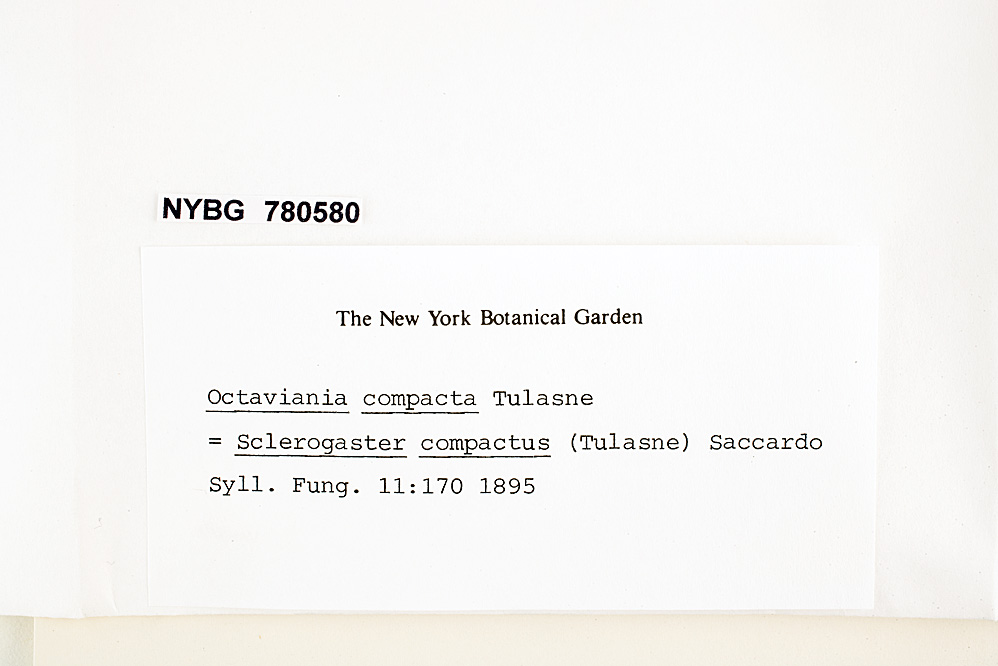 NYBG 780580
The New York Botanical Garden
Octaviania compacta Tulasne
= Sclerogaster compactus (Tulasne) Saccardo
Syll. Fung. 11:170 1895